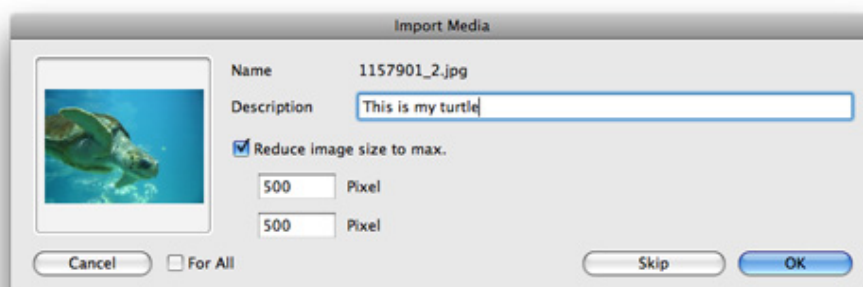 Import Media
Name 1157901_2.jpg
Description This is my turtle
Reduce image size to max.
500 Pixel
500 Pixel
Cancel For All Skip OK